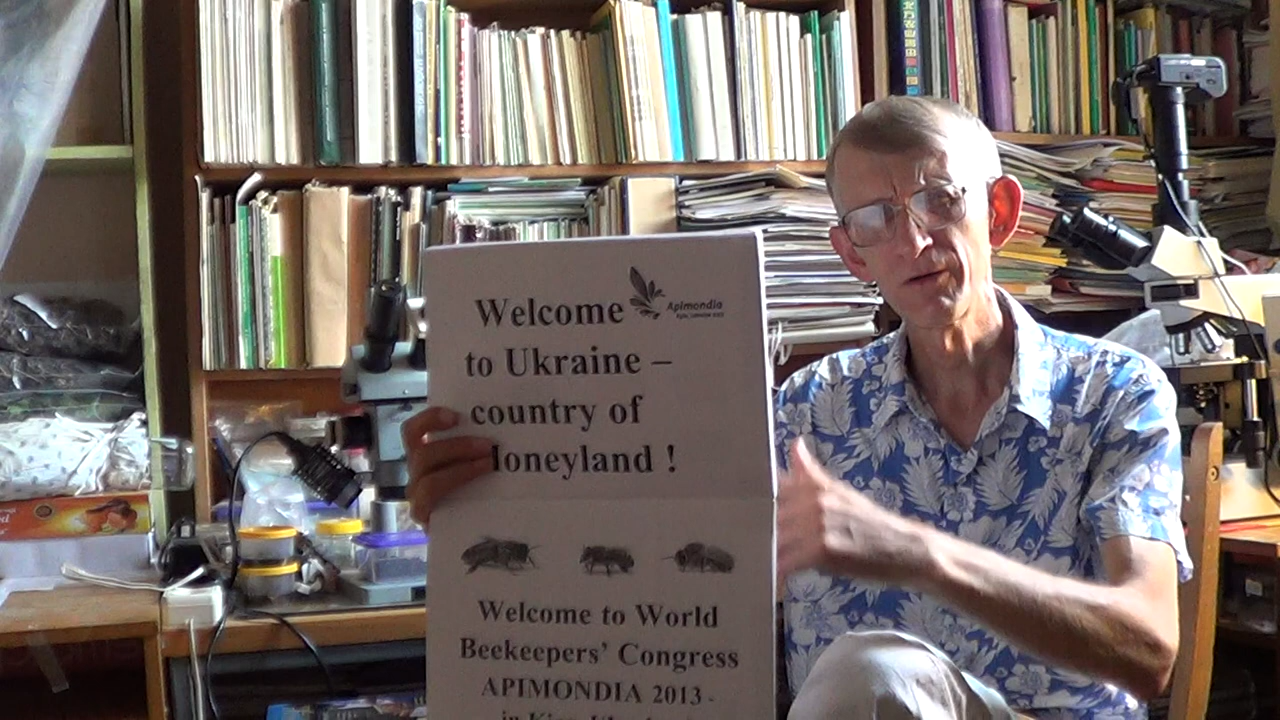 Welcome
Apimondia
to Ukraine –
country of
Honeyland !
Welcome to World
Beekeepers' Congress
APIMONDIA 2013 -